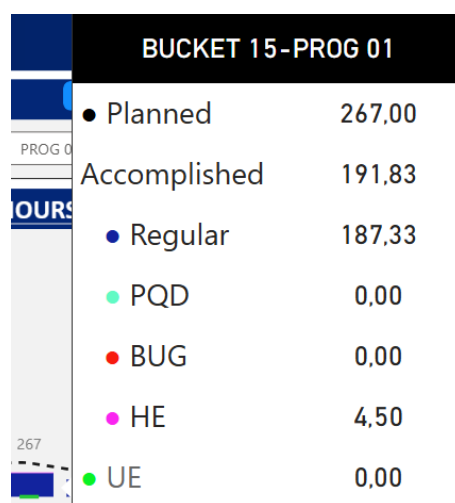 BUCKET 15-PROG 01
Planned 267,00
PROG 0
Accomplished 191,83
HOURS
Regular 187,33
PQD 0,00
BUG 0,00
HE 4,50
267
UE 0,00